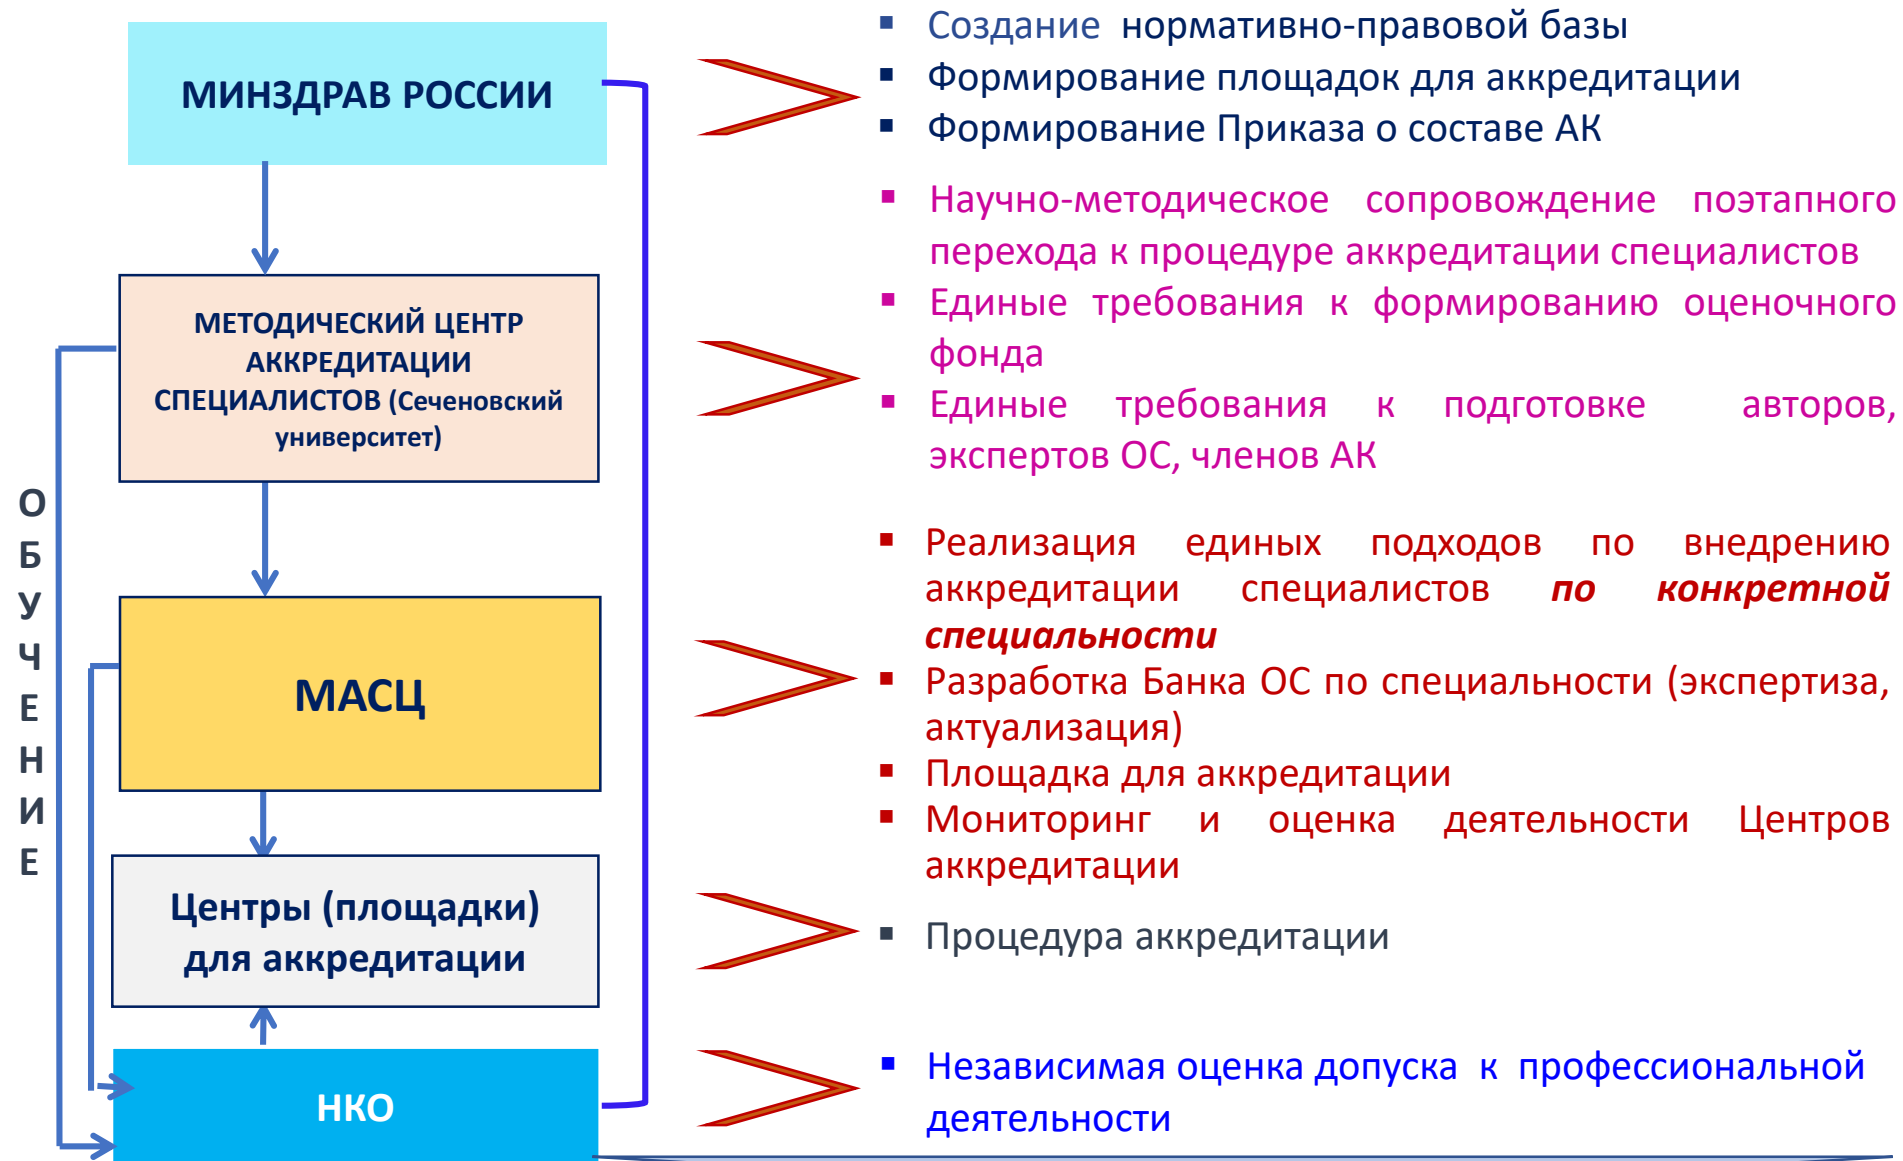 МИНЗДРАВ РОССИИ
▪ Создание нормативно-правовой базы
▪ Формирование площадок для аккредитации
▪ Формирование Приказа о составе АК
МЕТОДИЧЕСКИЙ ЦЕНТР
АККРЕДИТАЦИИ
СПЕЦИАЛИСТОВ (Сеченовский
университет)
▪ Научно-методическое сопровождение поэтапного
перехода к процедуре аккредитации специалистов
▪ Единые требования к формированию оценочного
фонда
▪ Единые требования к подготовке авторов,
экспертов ОС, членов АК
О
Б
У
Ч
Е
Н
И
Е
МАСЦ
▪ Реализация единых подходов по внедрению
аккредитации специалистов по конкретной
специальности
▪ Разработка Банка ОС по специальности (экспертиза,
актуализация)
▪ Площадка для аккредитации
▪ Мониторинг и оценка деятельности Центров
аккредитации
Центры (площадки)
для аккредитации
▪ Процедура аккредитации
НКО
▪ Независимая оценка допуска к профессиональной
деятельности